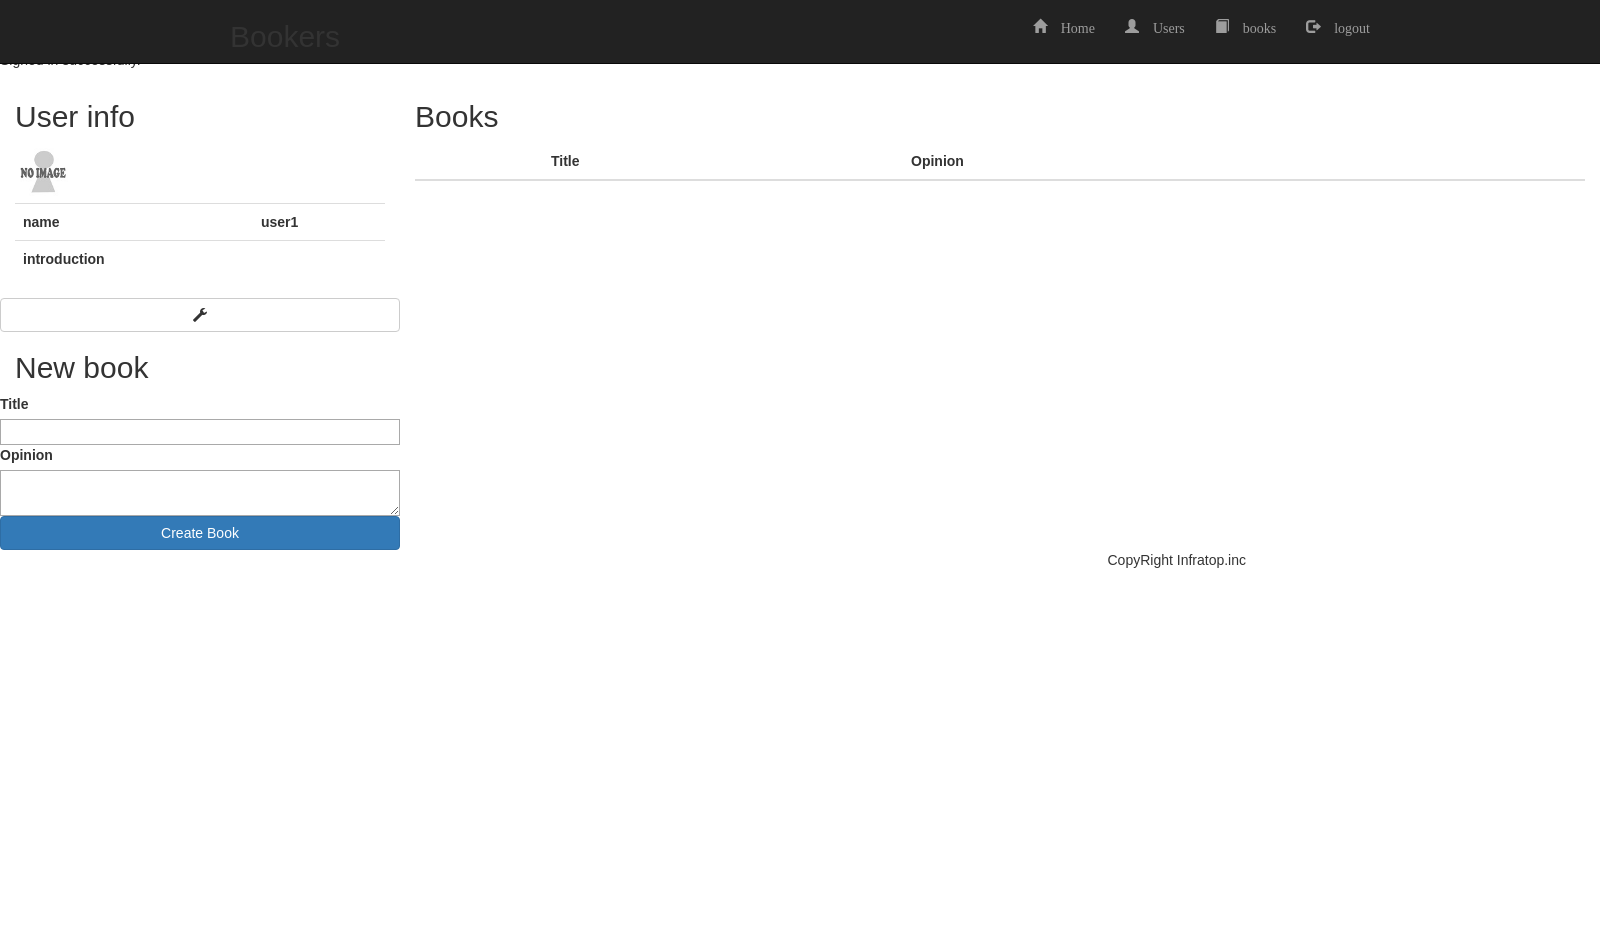 Bookers
Home Users books logout
Signed in successfully.
User info
NO IMAGE
name user1
introduction
New book
Title
Opinion
Create Book
Books
Title Opinion
CopyRight Infratop.inc